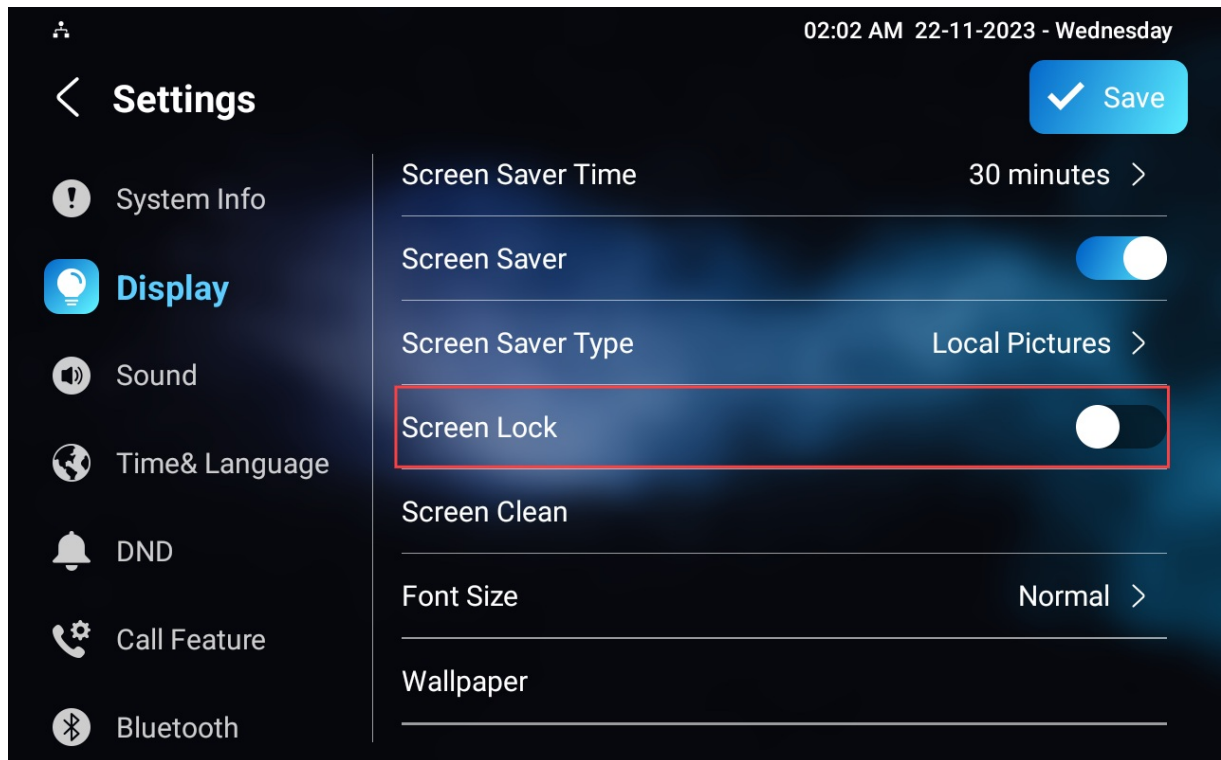 02:02 AM 22-11-2023 - Wednesday
Settings
Save
System Info
Display
Sound
Time& Language
DND
Call Feature
Bluetooth
Screen Saver Time 30 minutes
Screen Saver
Screen Saver Type Local Pictures
Screen Lock
Screen Clean
Font Size Normal
Wallpaper